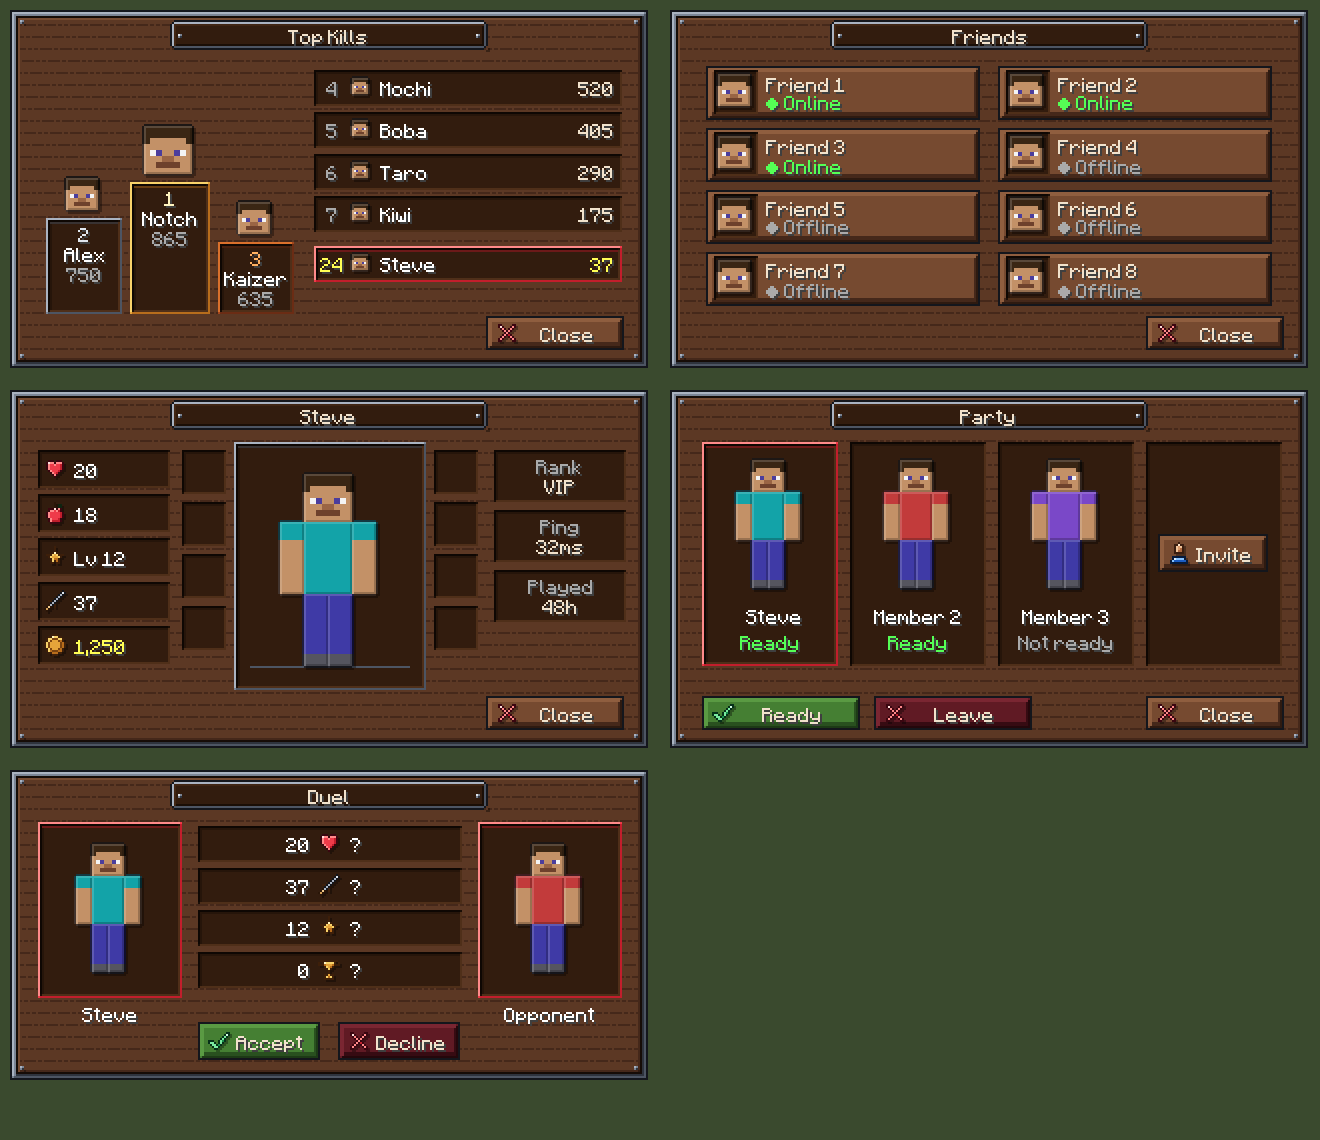 Top Kills
1
Notch
865
2
Alex
750
3
Kaizer
635
4 Mochi 520
5 Boba 405
6 Taro 290
7 Kiwi 175
24 Steve 37
Close
Friends
Friend 1
Online
Friend 2
Online
Friend 3
Online
Friend 4
Offline
Friend 5
Offline
Friend 6
Offline
Friend 7
Offline
Friend 8
Offline
Close
Steve
20
18
Lv 12
37
1,250
Rank
VIP
Ping
32ms
Played
48h
Close
Party
Steve
Ready
Member 2
Ready
Member 3
Not ready
Invite
Ready
Leave
Close
Duel
20 ?
37 ?
12 ?
0 ?
Steve
Opponent
Accept
Decline